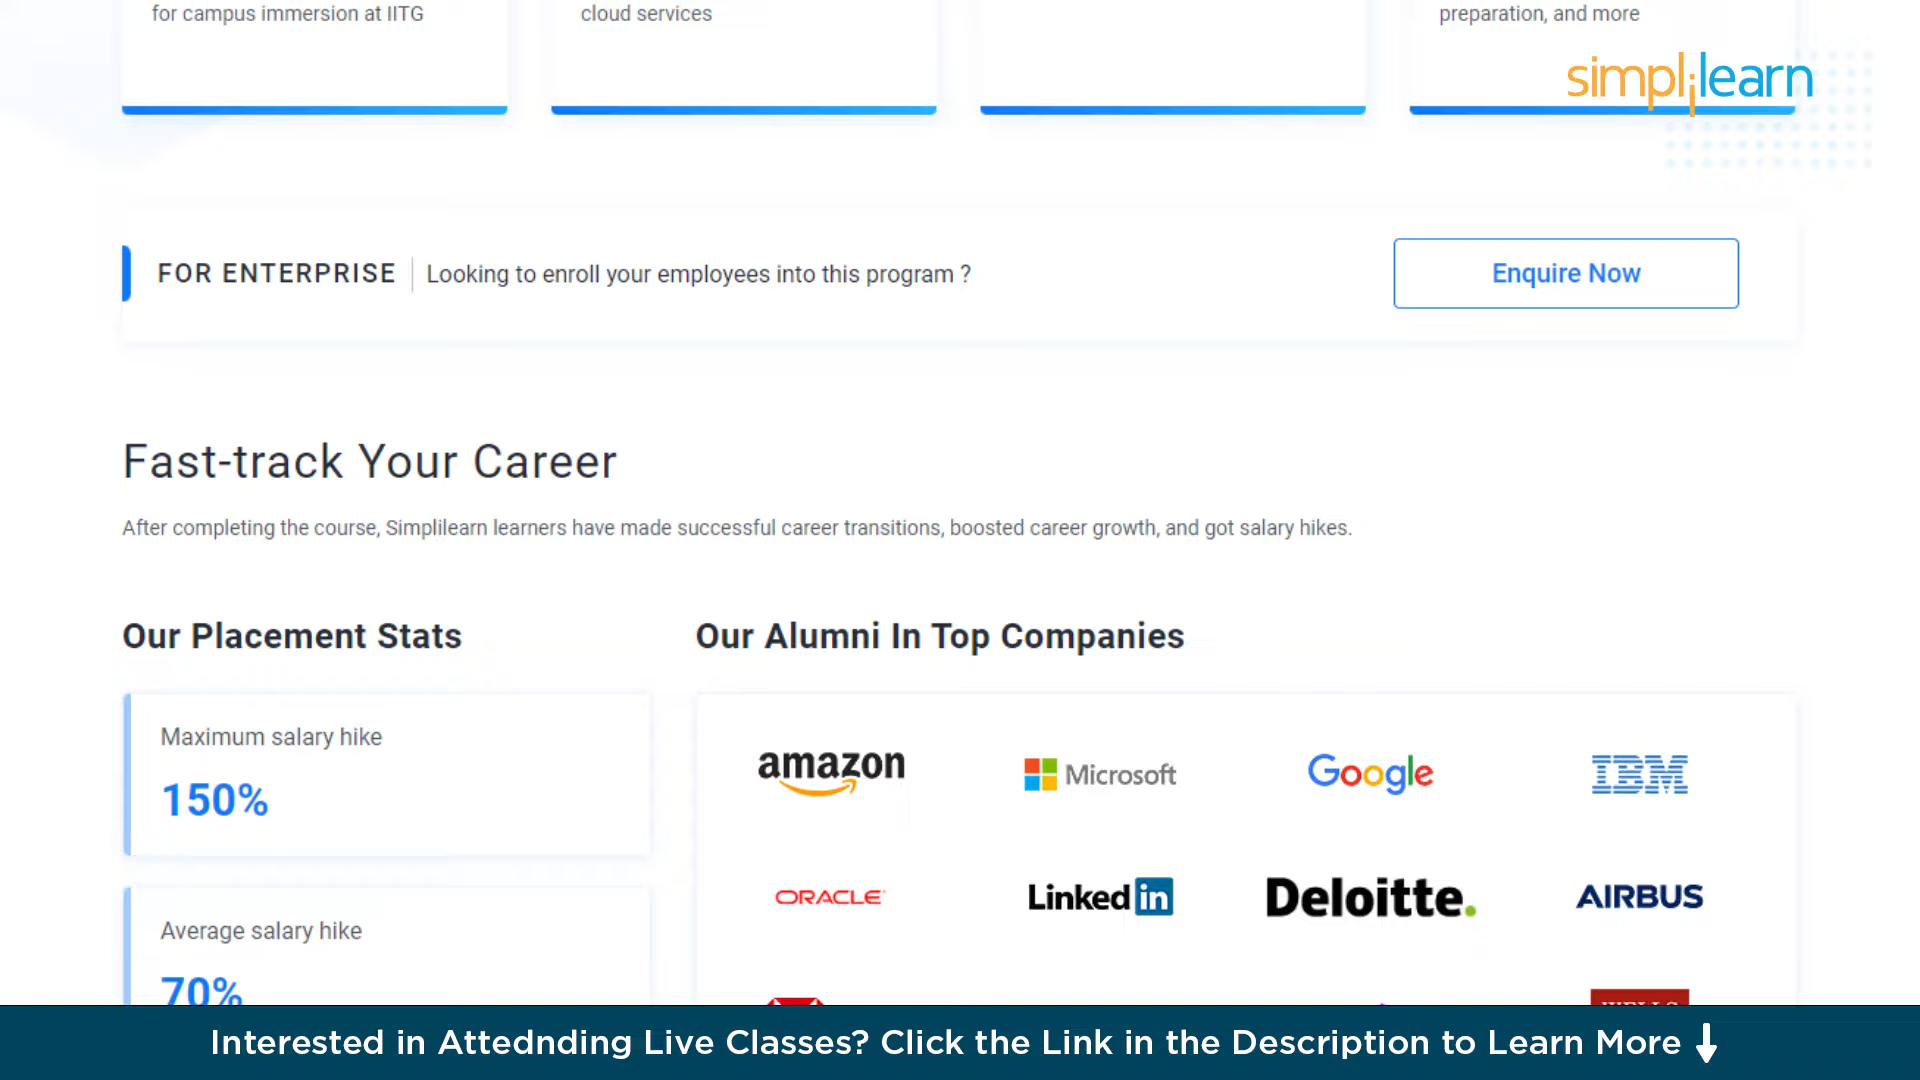 for campus immersion at IITG
cloud services
preparation, and more
simplilearn
FOR ENTERPRISE
Looking to enroll your employees into this program ?
Enquire Now
Fast-track Your Career
After completing the course, Simplilearn learners have made successful career transitions, boosted career growth, and got salary hikes.
Our Placement Stats
Our Alumni In Top Companies
Maximum salary hike
150%
amazon
Microsoft
Google
IBM
ORACLE
Linked in
Deloitte.
AIRBUS
Average salary hike
70%
WELLS
Interested in Attednding Live Classes? Click the Link in the Description to Learn More